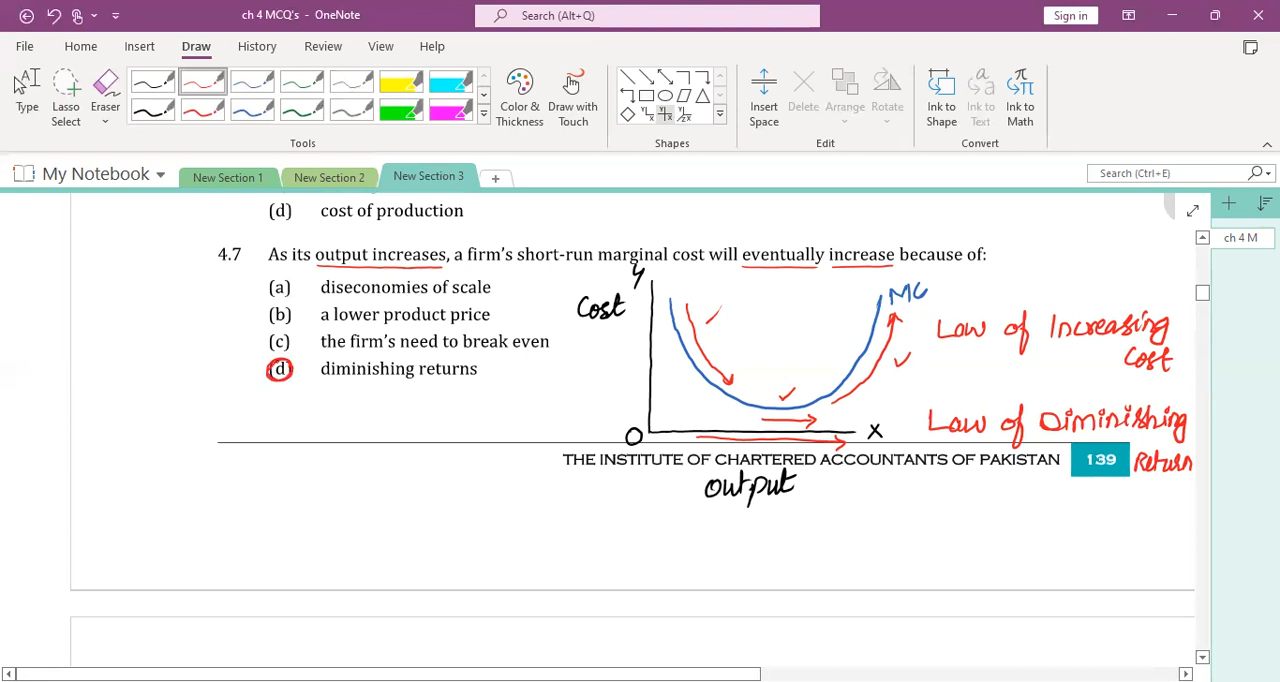 ch 4 MCQ's - OneNote
Search (Alt+Q)
Sign in
File Home Insert Draw History Review View Help
Type
Lasso Select
Eraser
Color & Thickness
Draw with Touch
Insert Space
Delete
Arrange
Rotate
Ink to Shape
Ink to Text
Ink to Math
Tools
Shapes
Edit
Convert
My Notebook
New Section 1
New Section 2
New Section 3
Search (Ctrl+E)
ch 4 M
(d) cost of production
4.7 As its output increases, a firm's short-run marginal cost will eventually increase because of:
(a) diseconomies of scale
(b) a lower product price
(c) the firm's need to break even
(d) diminishing returns
y
Cost
MC
Law of Increasing
Cost
Law of Diminishing
Return
O
X
THE INSTITUTE OF CHARTERED ACCOUNTANTS OF PAKISTAN 139
output